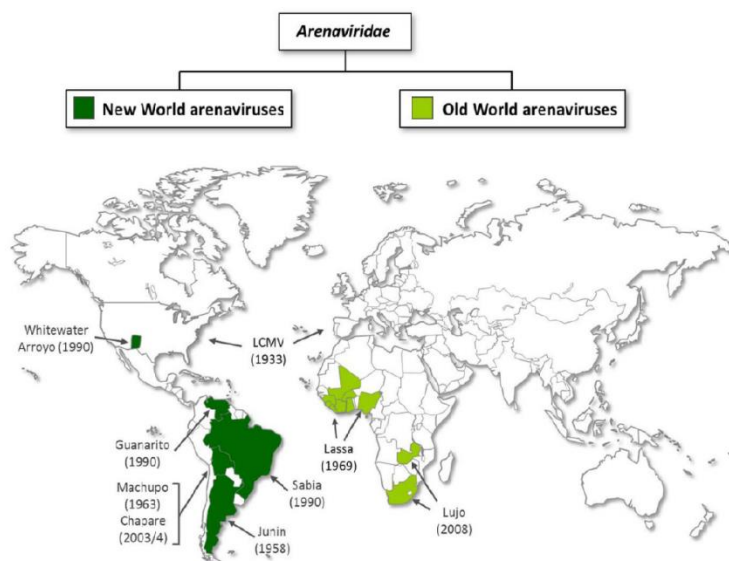 Arenaviridae
New World arenaviruses
Old World arenaviruses
Whitewater
Arroyo (1990)
LCMV
(1933)
Guanarito
(1990)
Machupo
(1963)
Chapare
(2003/4)
Sabia
(1990)
Junin
(1958)
Lassa
(1969)
Lujo
(2008)